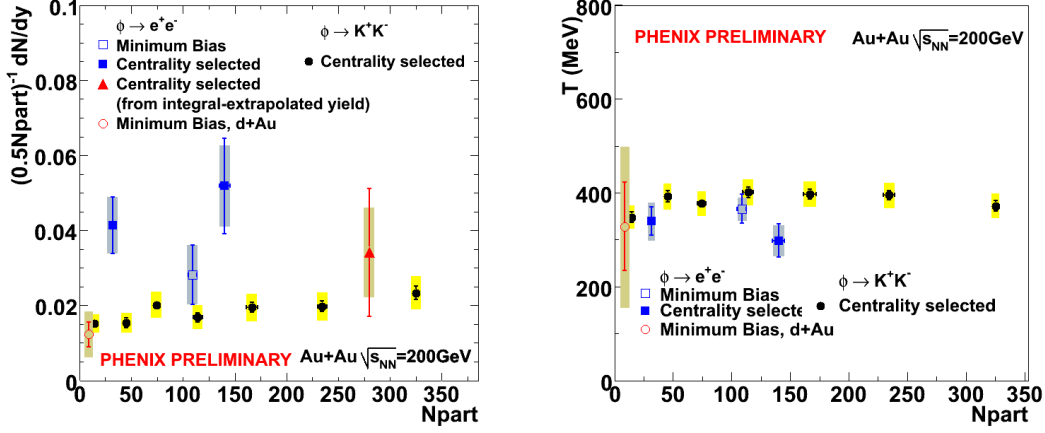 (0.5Npart)⁻¹ dN/dy
0.1
0.08
0.06
0.04
0.02
0
ϕ → e⁺e⁻
Minimum Bias
Centrality selected
Centrality selected
(from integral-extrapolated yield)
Minimum Bias, d+Au
ϕ → K⁺K⁻
Centrality selected
PHENIX PRELIMINARY
Au+Au √s_NN=200GeV
0 50 100 150 200 250 300 350
Npart
T (MeV)
800
600
400
200
0
PHENIX PRELIMINARY
Au+Au √s_NN=200GeV
ϕ → e⁺e⁻
Minimum Bias
Centrality selecte
Minimum Bias, d+Au
ϕ → K⁺K⁻
Centrality selected
0 50 100 150 200 250 300 350
Npart